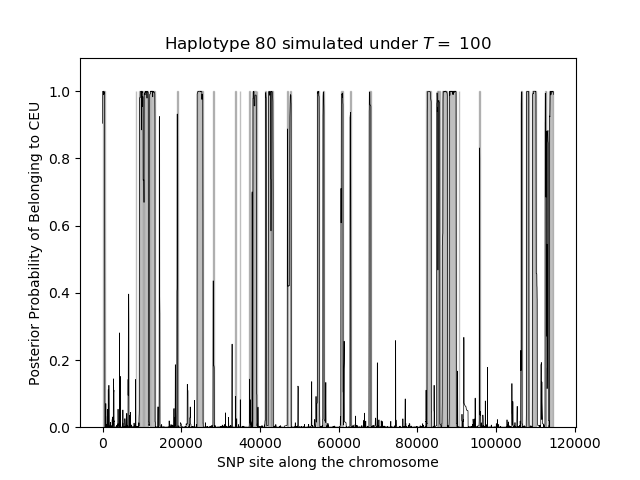 Haplotype 80 simulated under T = 100
Posterior Probability of Belonging to CEU
1.0
0.8
0.6
0.4
0.2
0.0
0 20000 40000 60000 80000 100000 120000
SNP site along the chromosome